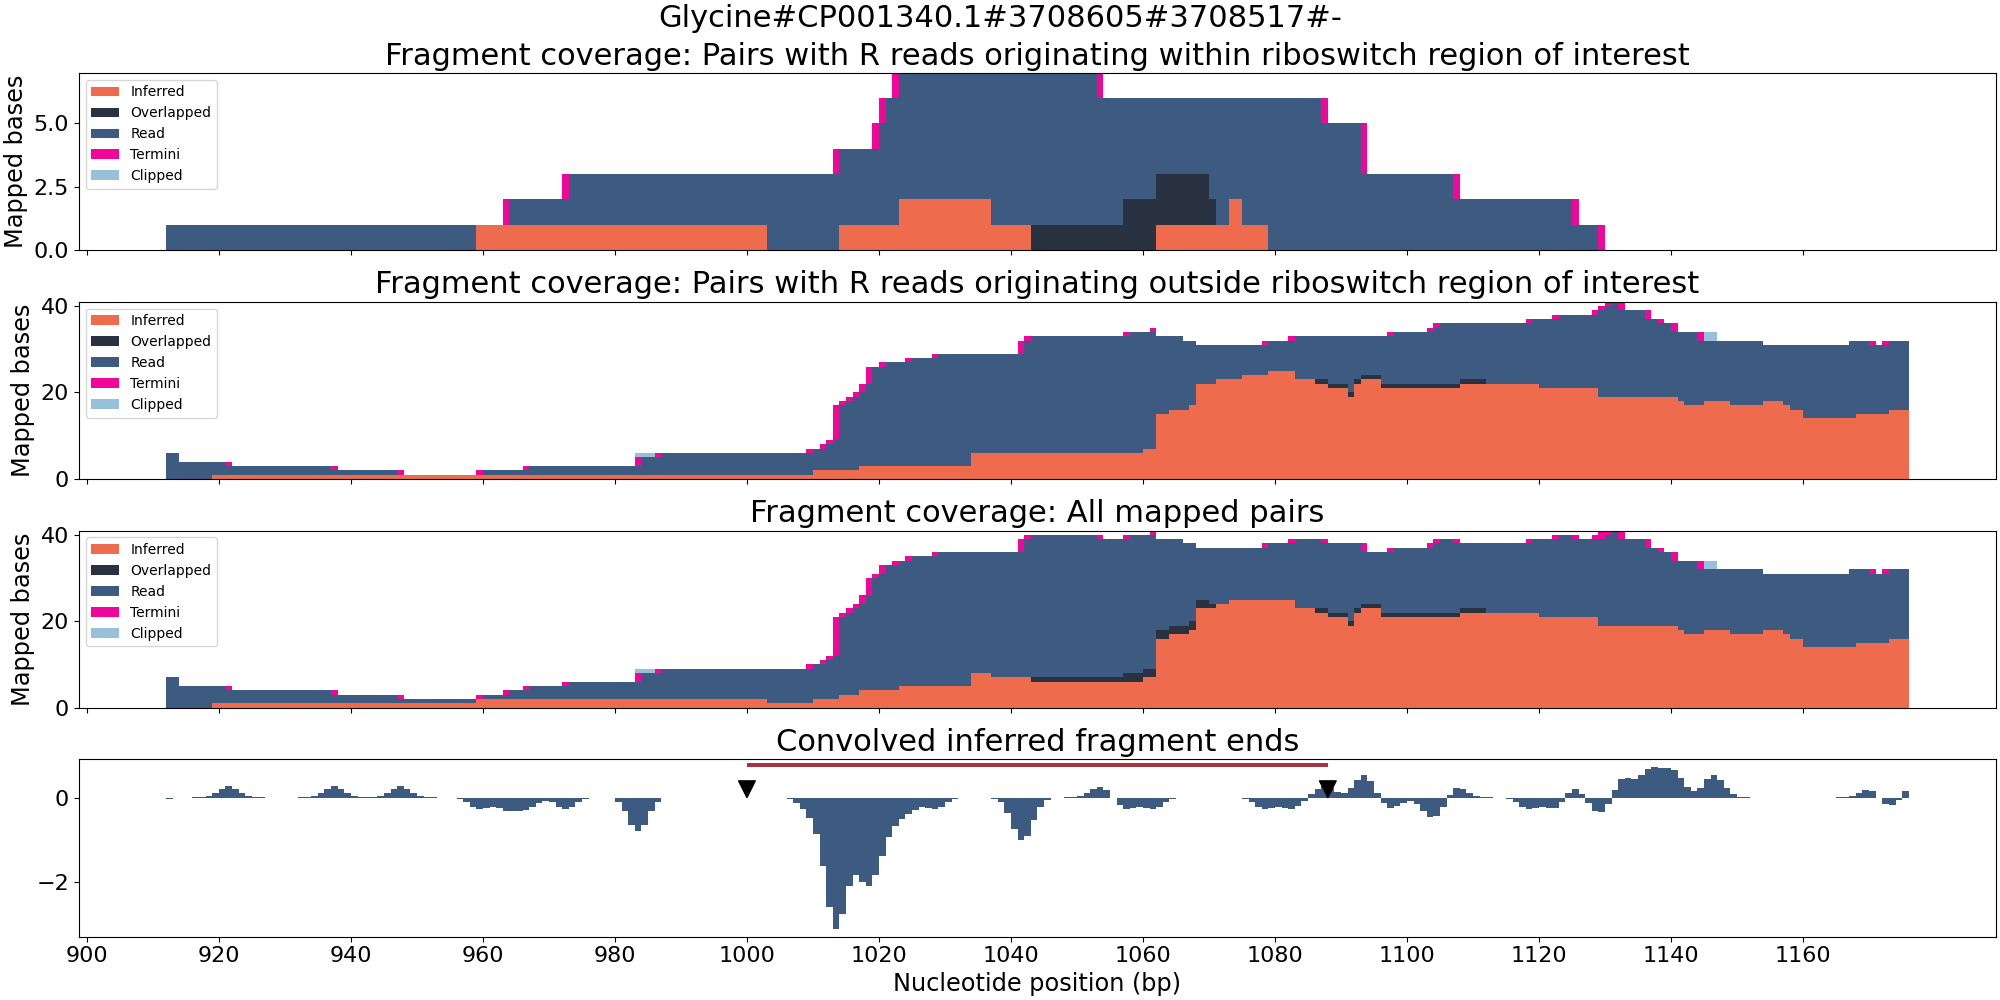 Glycine#CP001340.1#3708605#3708517#-
Fragment coverage: Pairs with R reads originating within riboswitch region of interest
Mapped bases
5.0
2.5
0.0
Inferred
Overlapped
Read
Termini
Clipped
Fragment coverage: Pairs with R reads originating outside riboswitch region of interest
Mapped bases
40
20
0
Inferred
Overlapped
Read
Termini
Clipped
Fragment coverage: All mapped pairs
Mapped bases
40
20
0
Inferred
Overlapped
Read
Termini
Clipped
Convolved inferred fragment ends
0
−2
900 920 940 960 980 1000 1020 1040 1060 1080 1100 1120 1140 1160
Nucleotide position (bp)